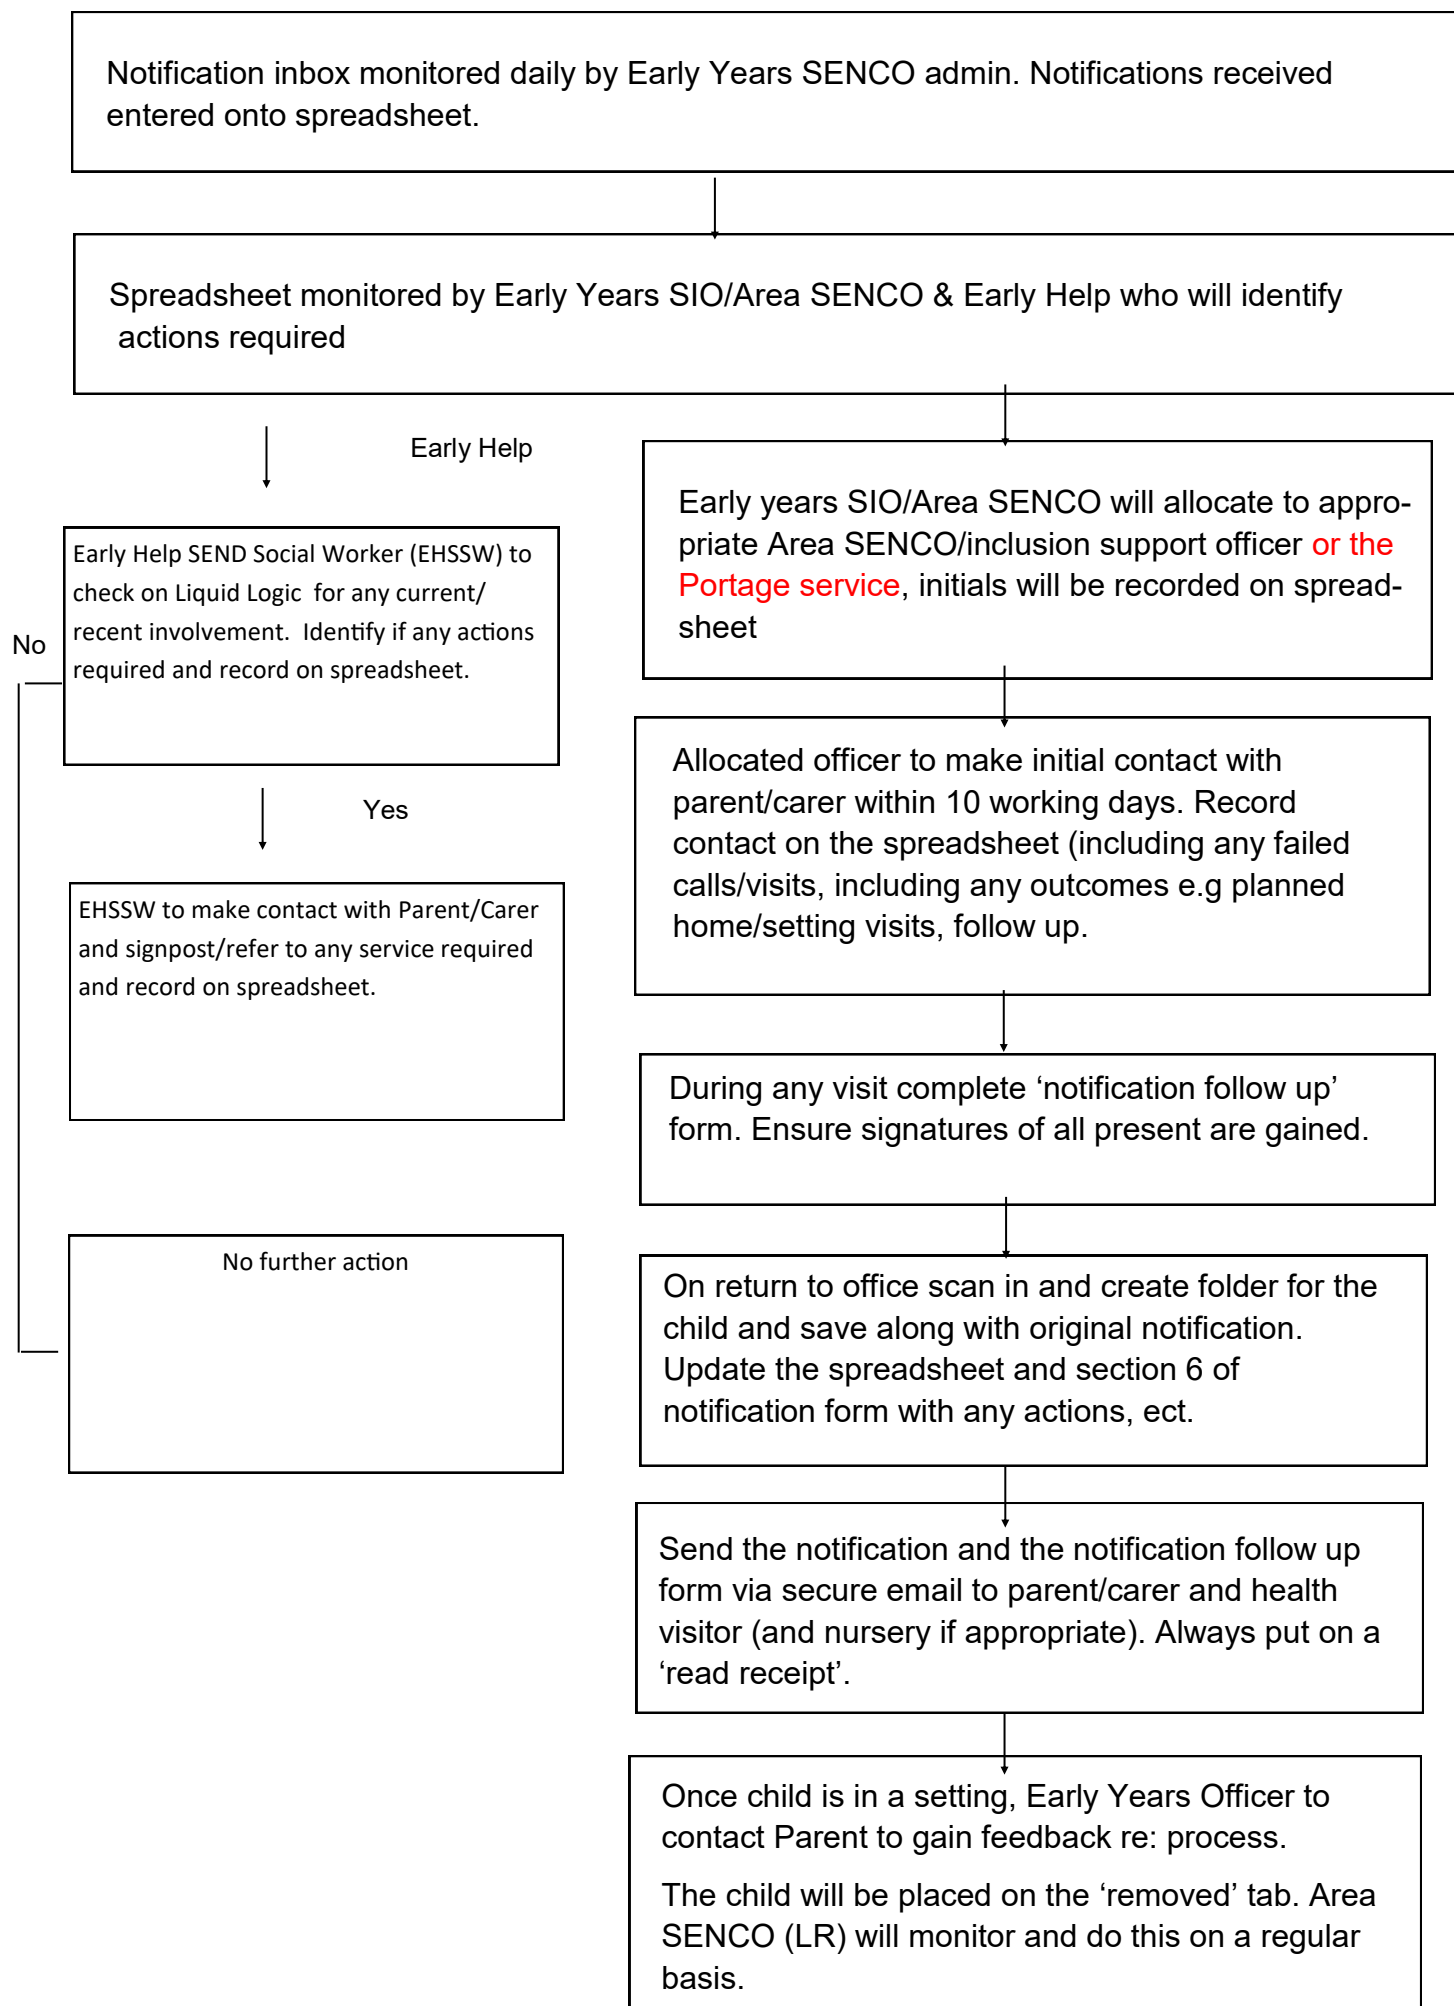 Notification inbox monitored daily by Early Years SENCO admin. Notifications received
entered onto spreadsheet.
Spreadsheet monitored by Early Years SIO/Area SENCO & Early Help who will identify
actions required
Early Help
Early Help SEND Social Worker (EHSSW) to
check on Liquid Logic for any current/
recent involvement. Identify if any actions
required and record on spreadsheet.
No
Yes
EHSSW to make contact with Parent/Carer
and signpost/refer to any service required
and record on spreadsheet.
No further action
Early years SIO/Area SENCO will allocate to appro-
priate Area SENCO/inclusion support officer or the
Portage service, initials will be recorded on spread-
sheet
Allocated officer to make initial contact with
parent/carer within 10 working days. Record
contact on the spreadsheet (including any failed
calls/visits, including any outcomes e.g planned
home/setting visits, follow up.
During any visit complete ‘notification follow up’
form. Ensure signatures of all present are gained.
On return to office scan in and create folder for the
child and save along with original notification.
Update the spreadsheet and section 6 of
notification form with any actions, ect.
Send the notification and the notification follow up
form via secure email to parent/carer and health
visitor (and nursery if appropriate). Always put on a
‘read receipt’.
Once child is in a setting, Early Years Officer to
contact Parent to gain feedback re: process.
The child will be placed on the ‘removed’ tab. Area
SENCO (LR) will monitor and do this on a regular
basis.